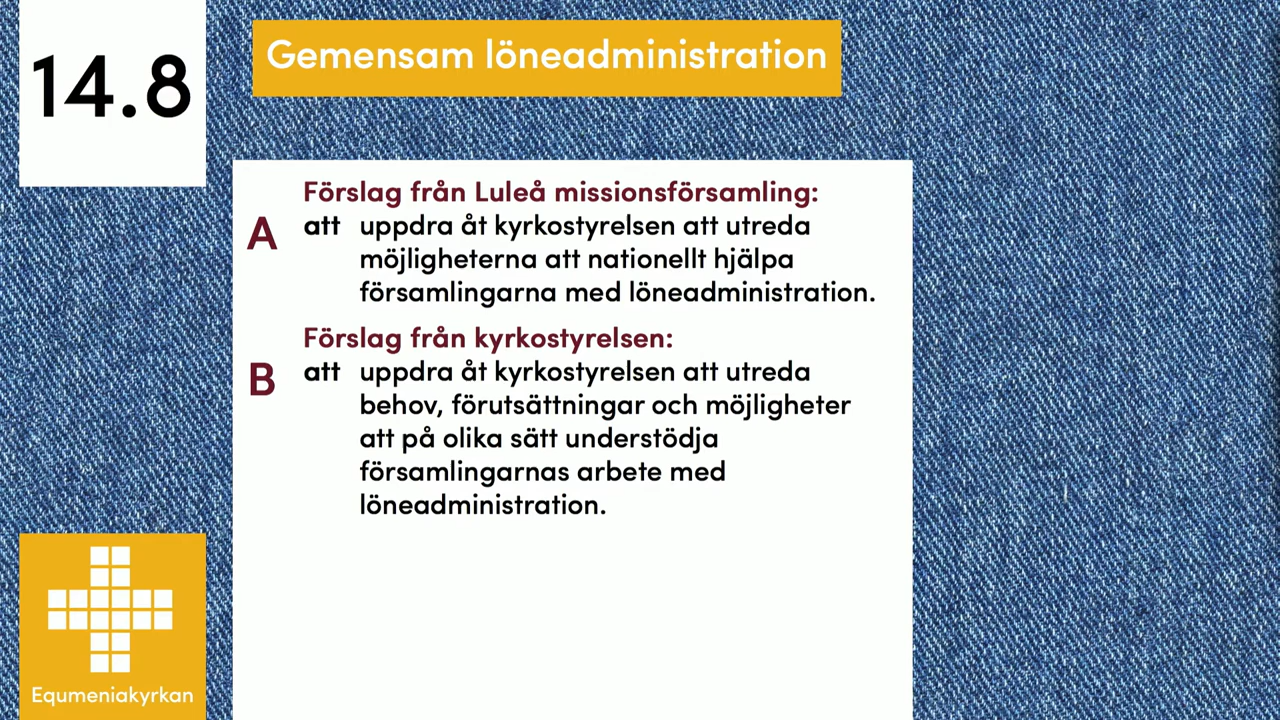 14.8
Gemensam löneadministration
Förslag från Luleå missionsförsamling:
A att uppdra åt kyrkostyrelsen att utreda
möjligheterna att nationellt hjälpa
församlingarna med löneadministration.
Förslag från kyrkostyrelsen:
B att uppdra åt kyrkostyrelsen att utreda
behov, förutsättningar och möjligheter
att på olika sätt understödja
församlingarnas arbete med
löneadministration.
Equmeniakyrkan